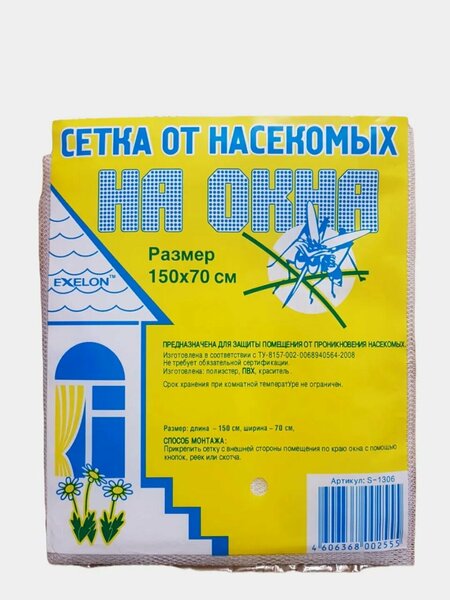 СЕТКА ОТ НАСЕКОМЫХ
НА ОКНА
Размер
150х70 см
EXELON™
ПРЕДНАЗНАЧЕНА ДЛЯ ЗАЩИТЫ ПОМЕЩЕНИЯ ОТ ПРОНИКНОВЕНИЯ НАСЕКОМЫХ.
Изготовлена в соответствии с ТУ-8157-002-0068940564-2008
Не требует обязательной сертификации.
Изготовлена: полиэстер, ПВХ, краситель.
Срок хранения при комнатной температУре не ограничен.
Размер: длина - 150 см, ширина - 70 см,
СПОСОБ МОНТАЖА:
Прикрепить сетку с внешней стороны помещения по краю окна с помощью
кнопок, реек или скотча.
Артикул: S-1306
4 606368 002555